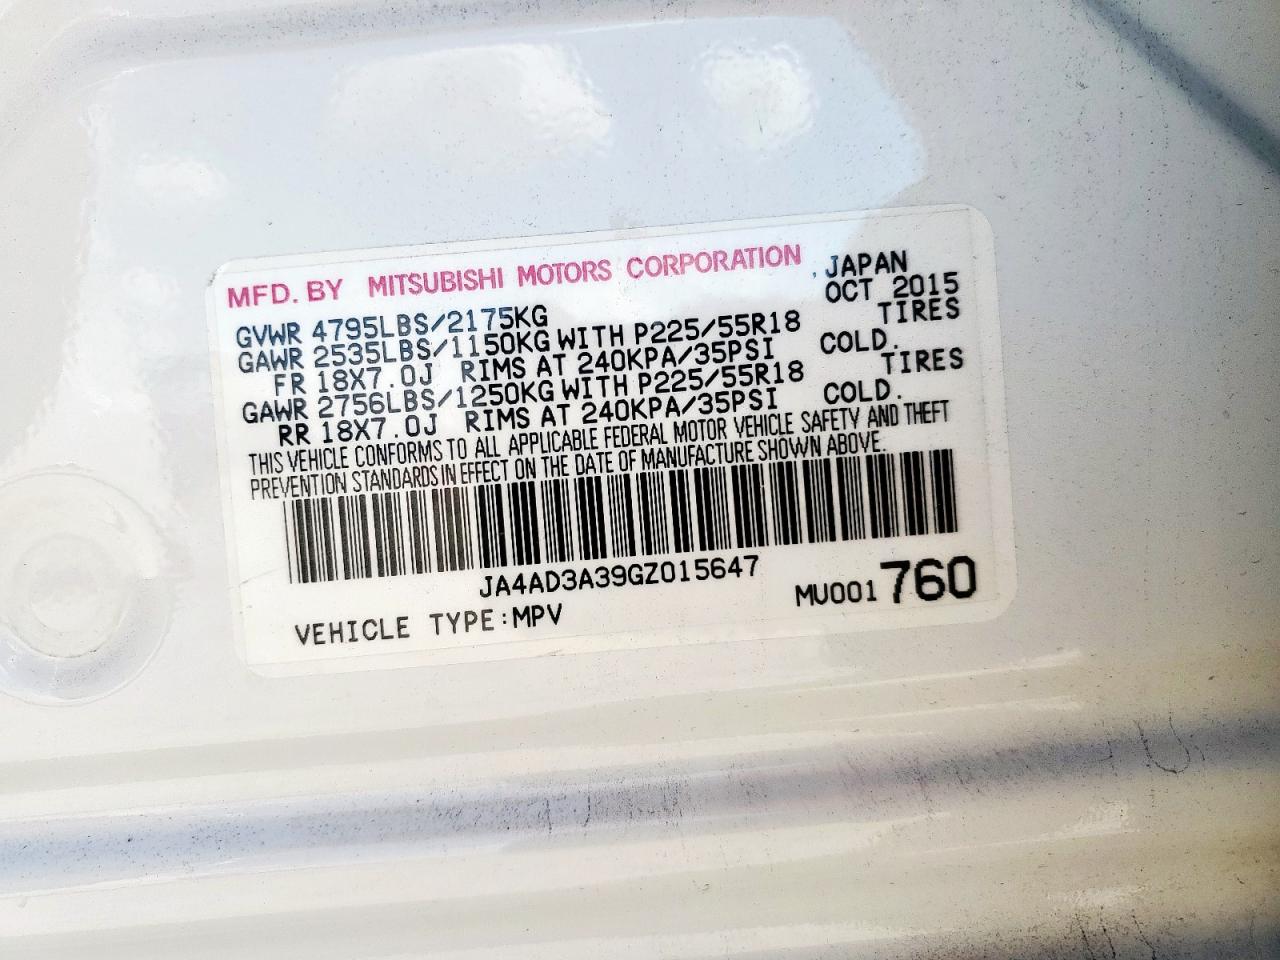 MFD. BY MITSUBISHI MOTORS CORPORATION , JAPAN
OCT 2015
GVWR 4795LBS/2175KG
GAWR 2535LBS/1150KG WITH P225/55R18 TIRES
FR 18X7.0J RIMS AT 240KPA/35PSI COLD.
GAWR 2756LBS/1250KG WITH P225/55R18 TIRES
RR 18X7.0J RIMS AT 240KPA/35PSI COLD.
THIS VEHICLE CONFORMS TO ALL APPLICABLE FEDERAL MOTOR VEHICLE SAFETY AND THEFT
PREVENTION STANDARDS IN EFFECT ON THE DATE OF MANUFACTURE SHOWN ABOVE.
JA4AD3A39GZ015647
VEHICLE TYPE:MPV MU001760